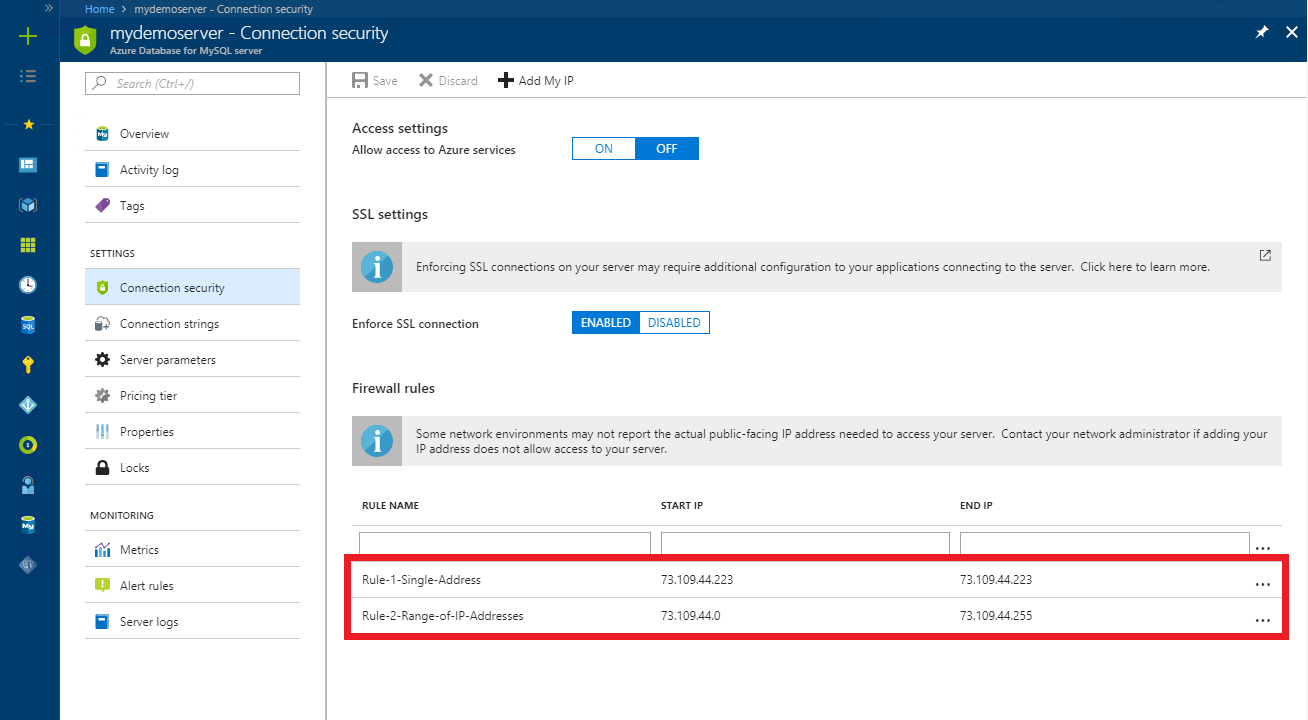 Home > mydemoserver - Connection security
mydemoserver - Connection security
Azure Database for MySQL server
Search (Ctrl+/)
Overview
Activity log
Tags
SETTINGS
Connection security
Connection strings
Server parameters
Pricing tier
Properties
Locks
MONITORING
Metrics
Alert rules
Server logs
Save Discard Add My IP
Access settings
Allow access to Azure services ON OFF
SSL settings
Enforcing SSL connections on your server may require additional configuration to your applications connecting to the server. Click here to learn more.
Enforce SSL connection ENABLED DISABLED
Firewall rules
Some network environments may not report the actual public-facing IP address needed to access your server. Contact your network administrator if adding your
IP address does not allow access to your server.
RULE NAME START IP END IP
...
Rule-1-Single-Address 73.109.44.223 73.109.44.223 ...
Rule-2-Range-of-IP-Addresses 73.109.44.0 73.109.44.255 ...
SQL
My